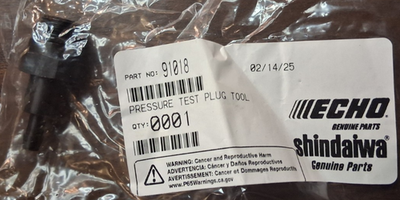 PART NO: 91018
02/14/25
PRESSURE TEST PLUG TOOL
QTY: 0001
ECHO
GENUINE PARTS
shindaiwa
Genuine Parts
WARNING: Cancer and Reproductive Harm
ADVERTENCIA: Cáncer y Daños Reproductivos
AVERTISSEMENT: Cancer et Dommages Reproductifs
www.P65Warnings.ca.gov